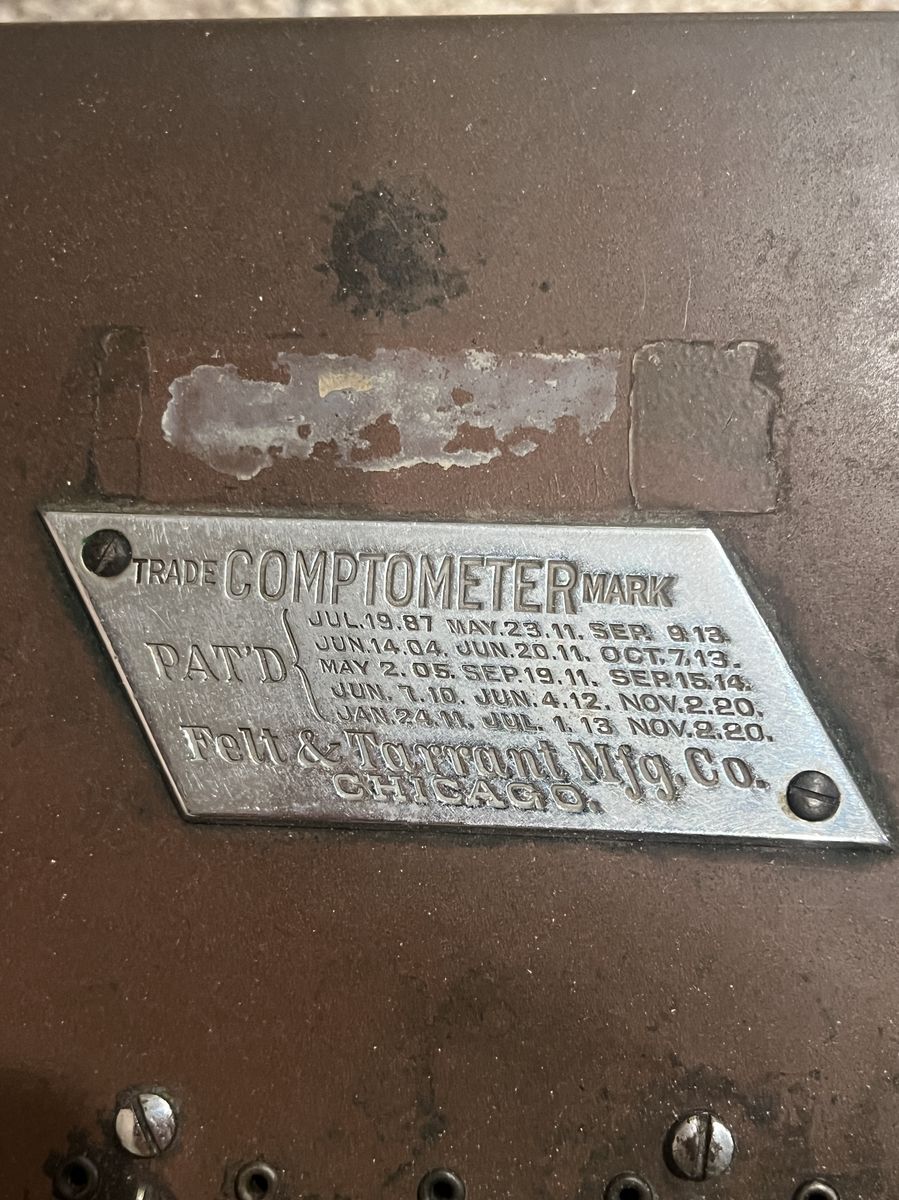 TRADE COMPTOMETER MARK
PAT'D
JUL.19.87 MAY.23.11. SEP. 9.13.
JUN.14.04. JUN.20.11. OCT.7.13.
MAY 2.05. SEP.19.11. SEP.15.14.
JUN. 7.10. JUN.4.12. NOV.2.20.
JAN.24.11. JUL. 1.13 NOV.2.20.
Felt & Tarrant Mfg. Co.
CHICAGO.